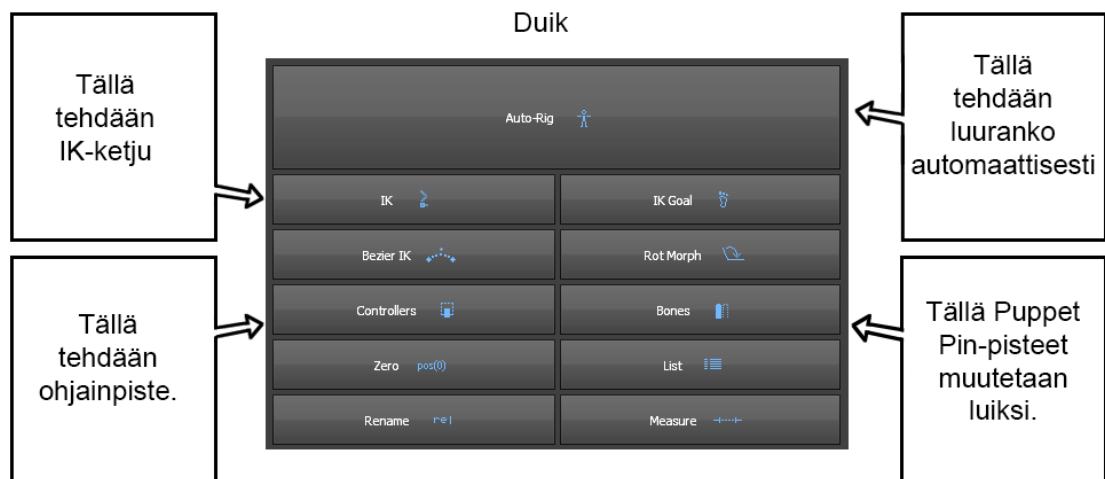 Duik
Tällä
tehdään
IK-ketju
Tällä
tehdään
luuranko
automaattisesti
Auto-Rig
IK
IK Goal
Bezier IK
Rot Morph
Controllers
Bones
Zero pos(0)
List
Rename re|
Measure
Tällä
tehdään
ohjainpiste.
Tällä Puppet
Pin-pisteet
muutetaan
luiksi.